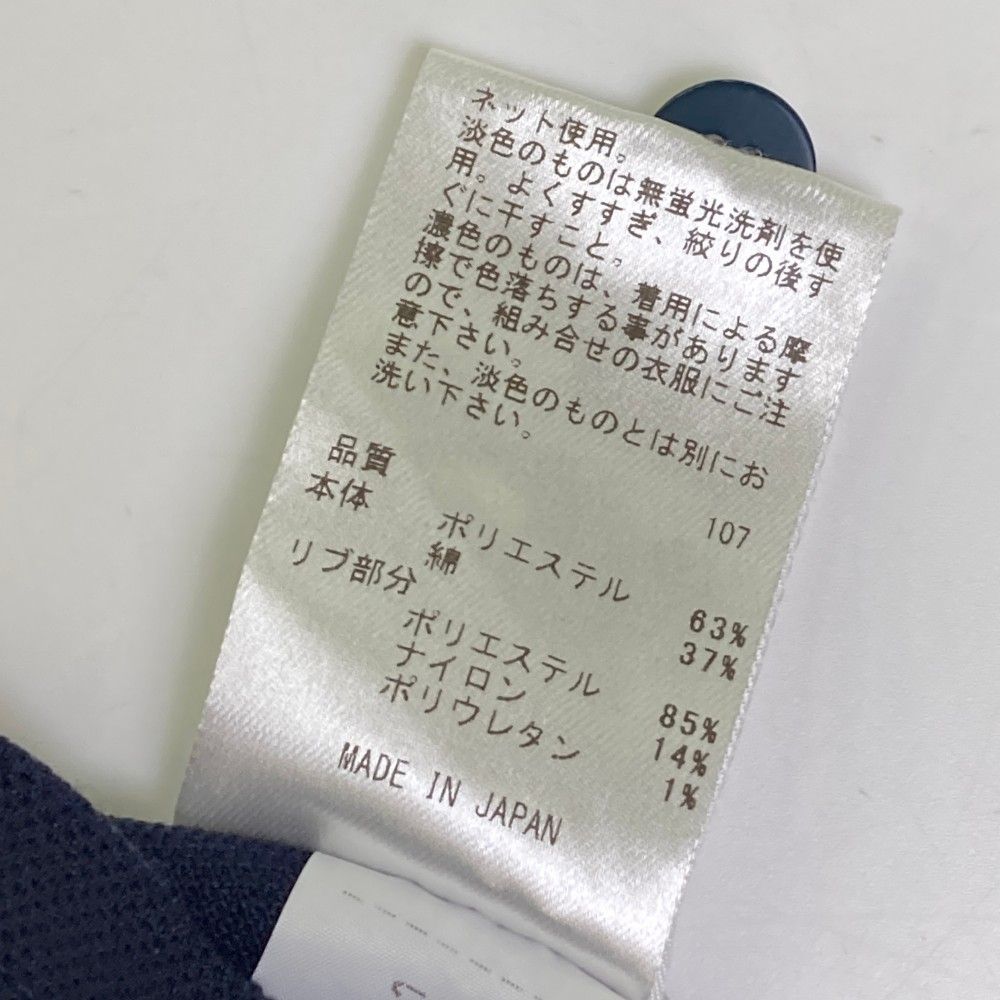 ネット使用。
淡色のものは無蛍光洗剤を使
用。よくすすぎ、絞りの後す
ぐに干すこと。
濃色のものは、着用による摩
擦で色落ちする事があります
ので、組み合せの衣服にご注
意下さい。
また、淡色のものとは別にお
洗い下さい。
107
品質
本体
ポリエステル 63%
綿 37%
リブ部分
ポリエステル 85%
ナイロン 14%
ポリウレタン 1%
MADE IN JAPAN